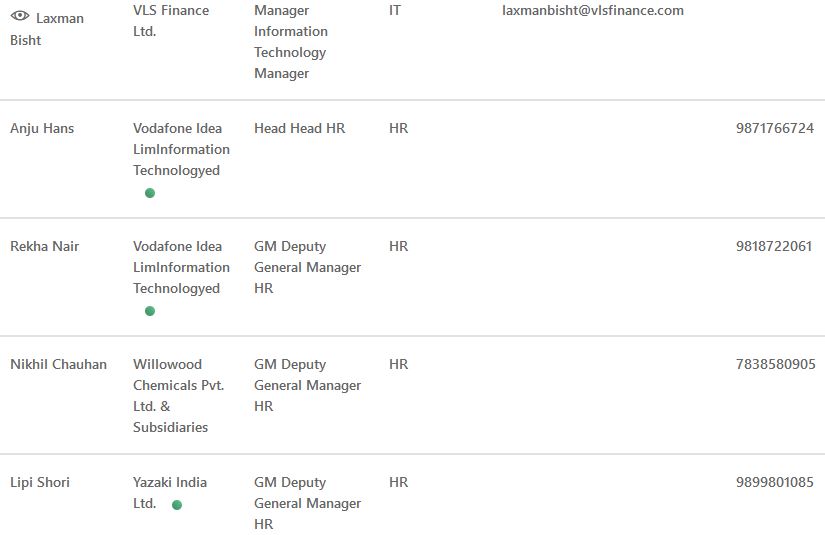 Laxman Bisht VLS Finance Ltd. Manager Information Technology Manager IT laxmanbisht@vlsfinance.com
Anju Hans Vodafone Idea LimInformation Technologyed Head Head HR HR 9871766724
Rekha Nair Vodafone Idea LimInformation Technologyed GM Deputy General Manager HR HR 9818722061
Nikhil Chauhan Willowood Chemicals Pvt. Ltd. & Subsidiaries GM Deputy General Manager HR HR 7838580905
Lipi Shori Yazaki India Ltd. GM Deputy General Manager HR HR 9899801085